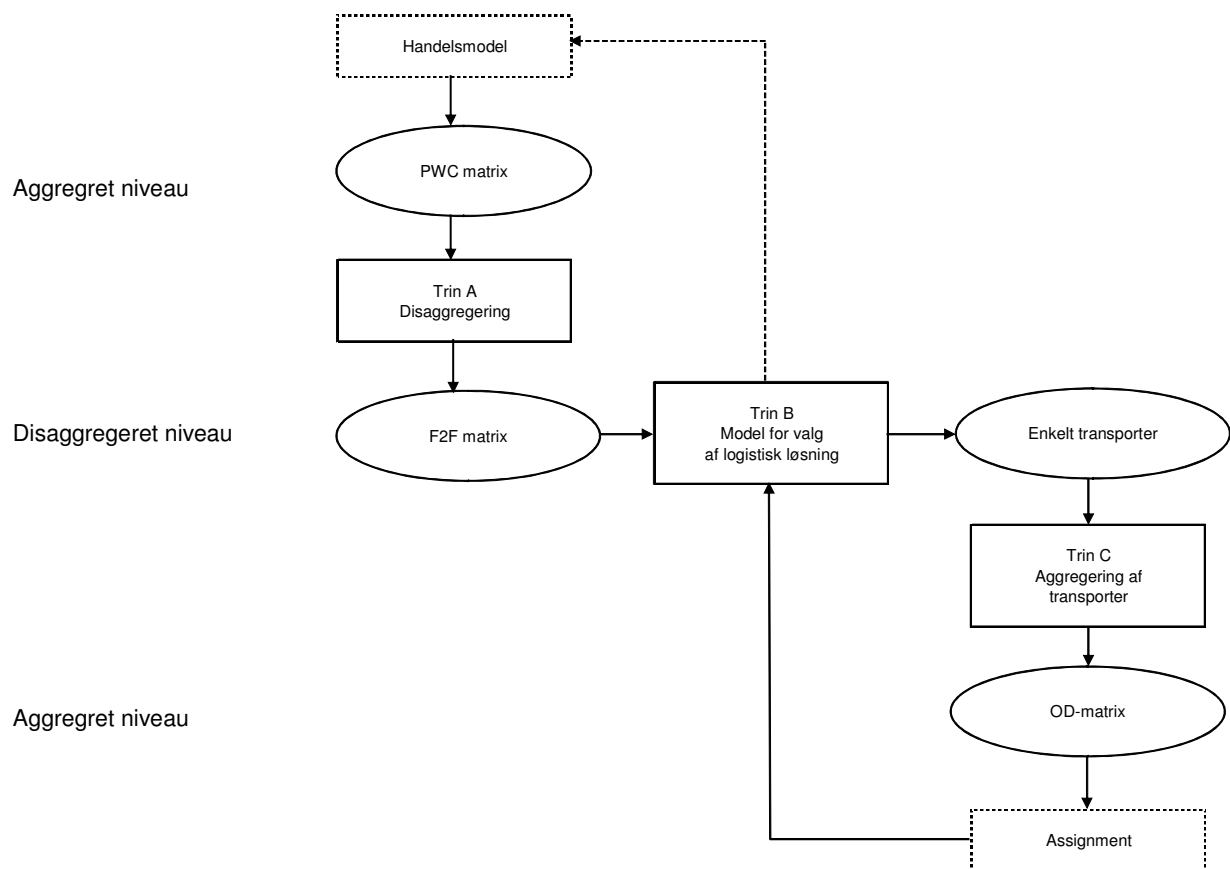 Handelsmodel
PWC matrix
Aggregret niveau
Trin A
Disaggregering
Disaggregeret niveau
F2F matrix
Trin B
Model for valg
af logistisk løsning
Enkelt transporter
Trin C
Aggregering af
transporter
Aggregret niveau
OD-matrix
Assignment